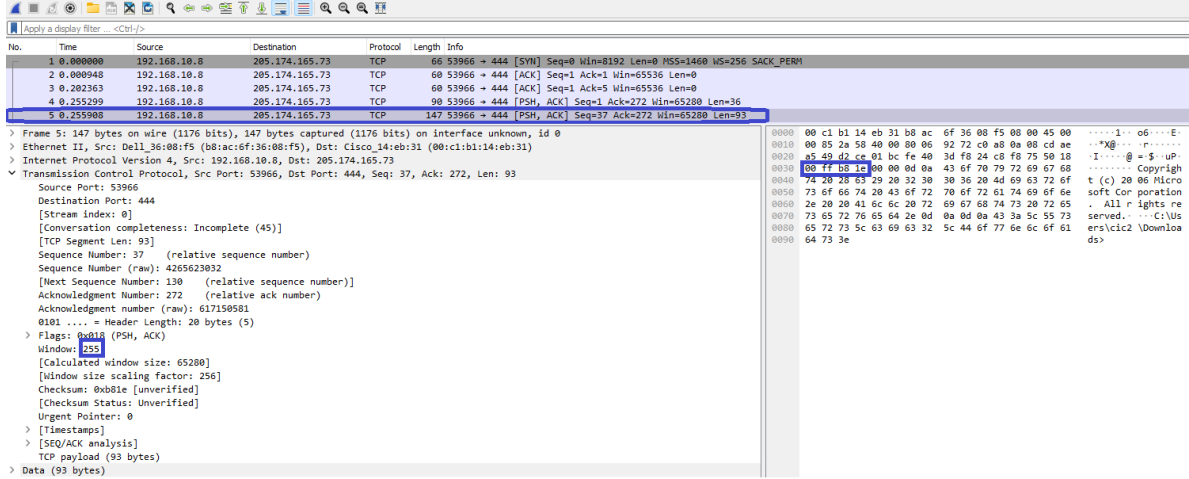 Apply a display filter ... <Ctrl-/>
No. Time Source Destination Protocol Length Info
1 0.000000 192.168.10.8 205.174.165.73 TCP 66 53966 → 444 [SYN] Seq=0 Win=8192 Len=0 MSS=1460 WS=256 SACK_PERM
2 0.000948 192.168.10.8 205.174.165.73 TCP 60 53966 → 444 [ACK] Seq=1 Ack=1 Win=65536 Len=0
3 0.202363 192.168.10.8 205.174.165.73 TCP 60 53966 → 444 [ACK] Seq=1 Ack=5 Win=65536 Len=0
4 0.255299 192.168.10.8 205.174.165.73 TCP 90 53966 → 444 [PSH, ACK] Seq=1 Ack=272 Win=65280 Len=36
5 0.255908 192.168.10.8 205.174.165.73 TCP 147 53966 → 444 [PSH, ACK] Seq=37 Ack=272 Win=65280 Len=93
> Frame 5: 147 bytes on wire (1176 bits), 147 bytes captured (1176 bits) on interface unknown, id 0
> Ethernet II, Src: Dell_36:08:f5 (b8:ac:6f:36:08:f5), Dst: Cisco_14:eb:31 (00:c1:b1:14:eb:31)
> Internet Protocol Version 4, Src: 192.168.10.8, Dst: 205.174.165.73
Transmission Control Protocol, Src Port: 53966, Dst Port: 444, Seq: 37, Ack: 272, Len: 93
Source Port: 53966
Destination Port: 444
[Stream index: 0]
[Conversation completeness: Incomplete (45)]
[TCP Segment Len: 93]
Sequence Number: 37 (relative sequence number)
Sequence Number (raw): 4265623032
[Next Sequence Number: 130 (relative sequence number)]
Acknowledgment Number: 272 (relative ack number)
Acknowledgment number (raw): 617150581
0101 .... = Header Length: 20 bytes (5)
> Flags: 0x018 (PSH, ACK)
Window: 255
[Calculated window size: 65280]
[Window size scaling factor: 256]
Checksum: 0xb81e [unverified]
[Checksum Status: Unverified]
Urgent Pointer: 0
> [Timestamps]
> [SEQ/ACK analysis]
TCP payload (93 bytes)
> Data (93 bytes)
0000 00 c1 b1 14 eb 31 b8 ac 6f 36 08 f5 08 00 45 00 ·····1·· o6····E·
0010 00 85 2a 58 40 00 80 06 92 72 c0 a8 0a 08 cd ae ··*X@··· ·r······
0020 a5 49 d2 ce 01 bc fe 40 3d f8 24 c8 f8 75 50 18 ·I·····@ =·$··uP·
0030 00 ff b8 1e 00 00 0d 0a 43 6f 70 79 72 69 67 68 ········ Copyrigh
0040 74 20 28 63 29 20 32 30 30 36 20 4d 69 63 72 6f t (c) 20 06 Micro
0050 73 6f 66 74 20 43 6f 72 70 6f 72 61 74 69 6f 6e soft Cor poration
0060 2e 20 20 41 6c 6c 20 72 69 67 68 74 73 20 72 65 .  All r ights re
0070 73 65 72 76 65 64 2e 0d 0a 0d 0a 43 3a 5c 55 73 served.· ···C:\Us
0080 65 72 73 5c 63 69 63 32 5c 44 6f 77 6e 6c 6f 61 ers\cic2 \Downloa
0090 64 73 3e ds>